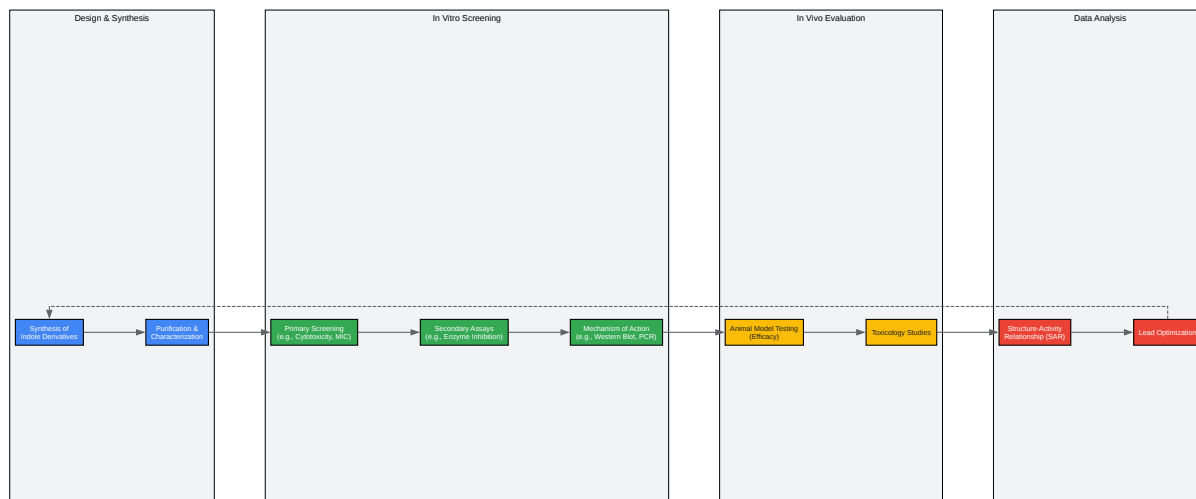 Design & Synthesis
In Vitro Screening
In Vivo Evaluation
Data Analysis
Synthesis of
Indole Derivatives
Purification &
Characterization
Primary Screening
(e.g., Cytotoxicity, MIC)
Secondary Assays
(e.g., Enzyme Inhibition)
Mechanism of Action
(e.g., Western Blot, PCR)
Animal Model Testing
(Efficacy)
Toxicology Studies
Structure-Activity
Relationship (SAR)
Lead Optimization